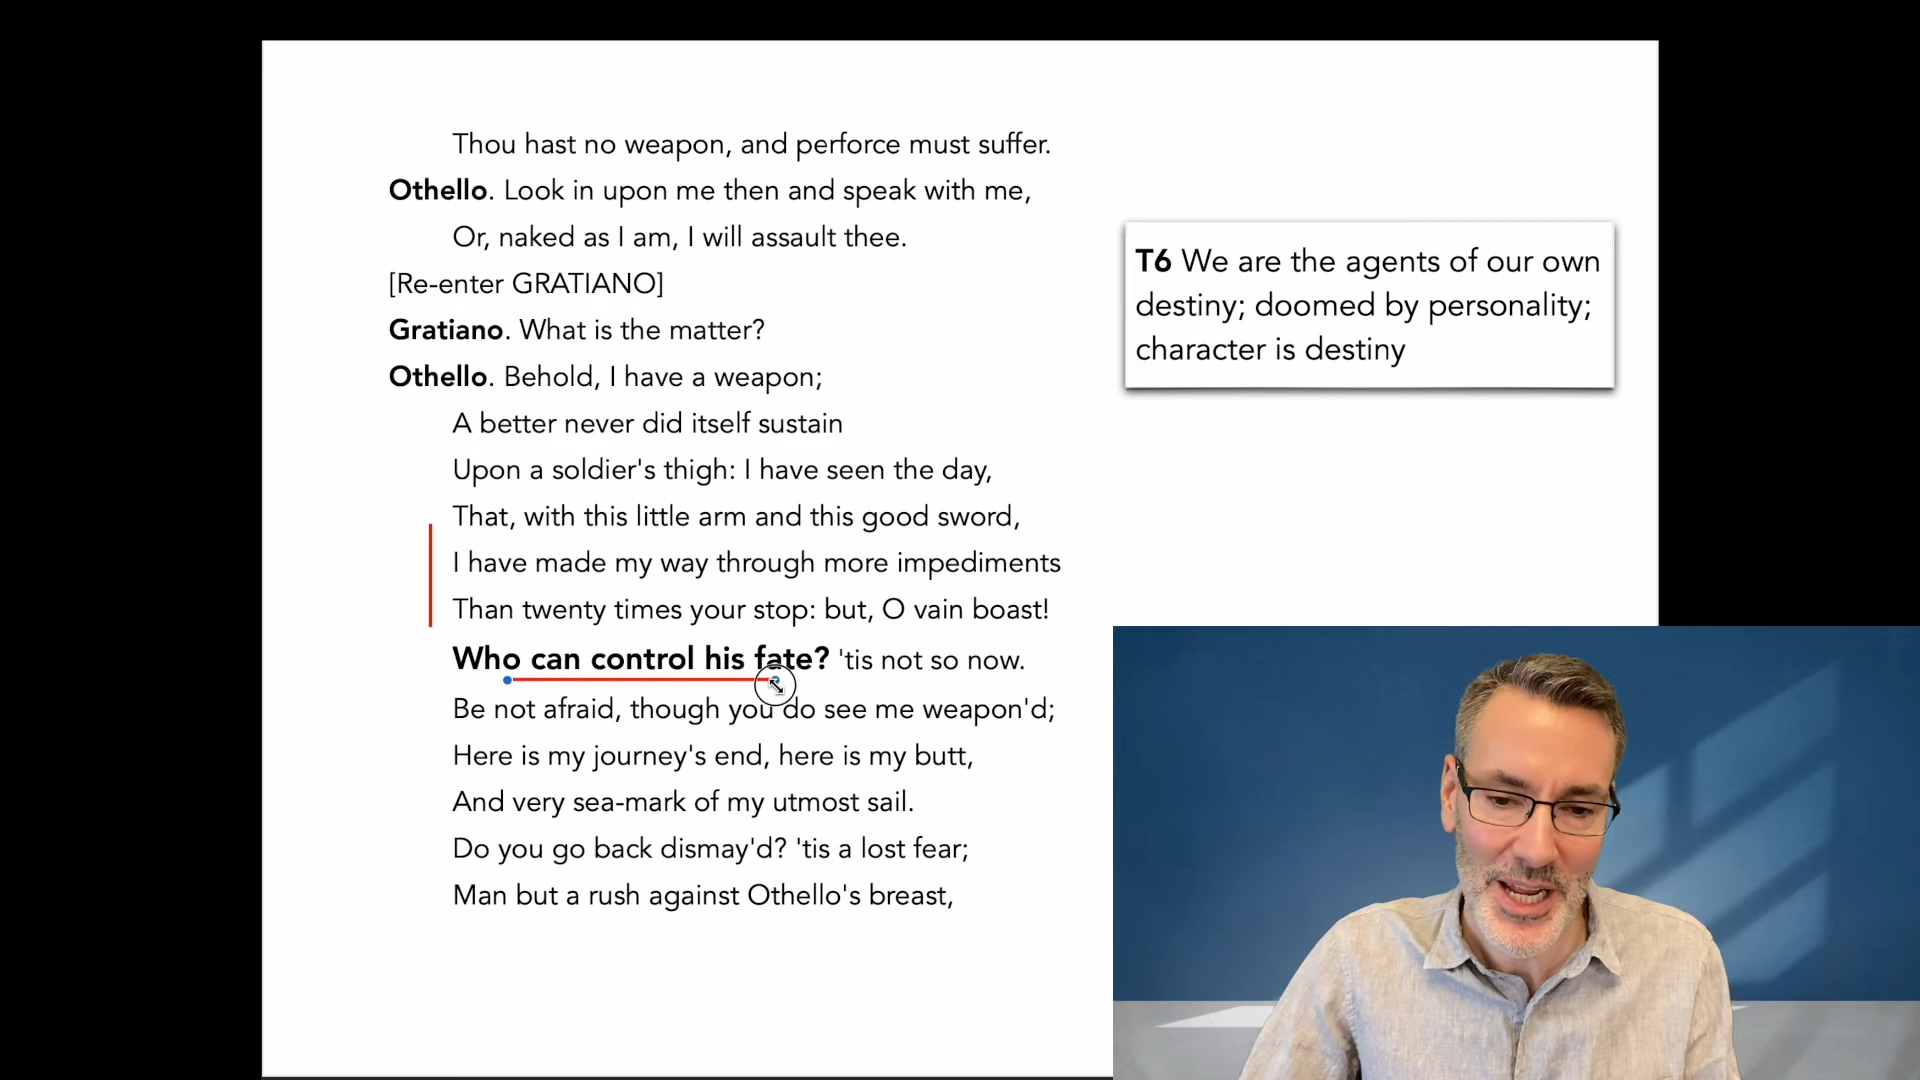 Thou hast no weapon, and perforce must suffer.
Othello. Look in upon me then and speak with me,
Or, naked as I am, I will assault thee.
[Re-enter GRATIANO]
Gratiano. What is the matter?
Othello. Behold, I have a weapon;
A better never did itself sustain
Upon a soldier's thigh: I have seen the day,
That, with this little arm and this good sword,
I have made my way through more impediments
Than twenty times your stop: but, O vain boast!
Who can control his fate? 'tis not so now.
Be not afraid, though you do see me weapon'd;
Here is my journey's end, here is my butt,
And very sea-mark of my utmost sail.
Do you go back dismay'd? 'tis a lost fear;
Man but a rush against Othello's breast,
T6 We are the agents of our own
destiny; doomed by personality;
character is destiny